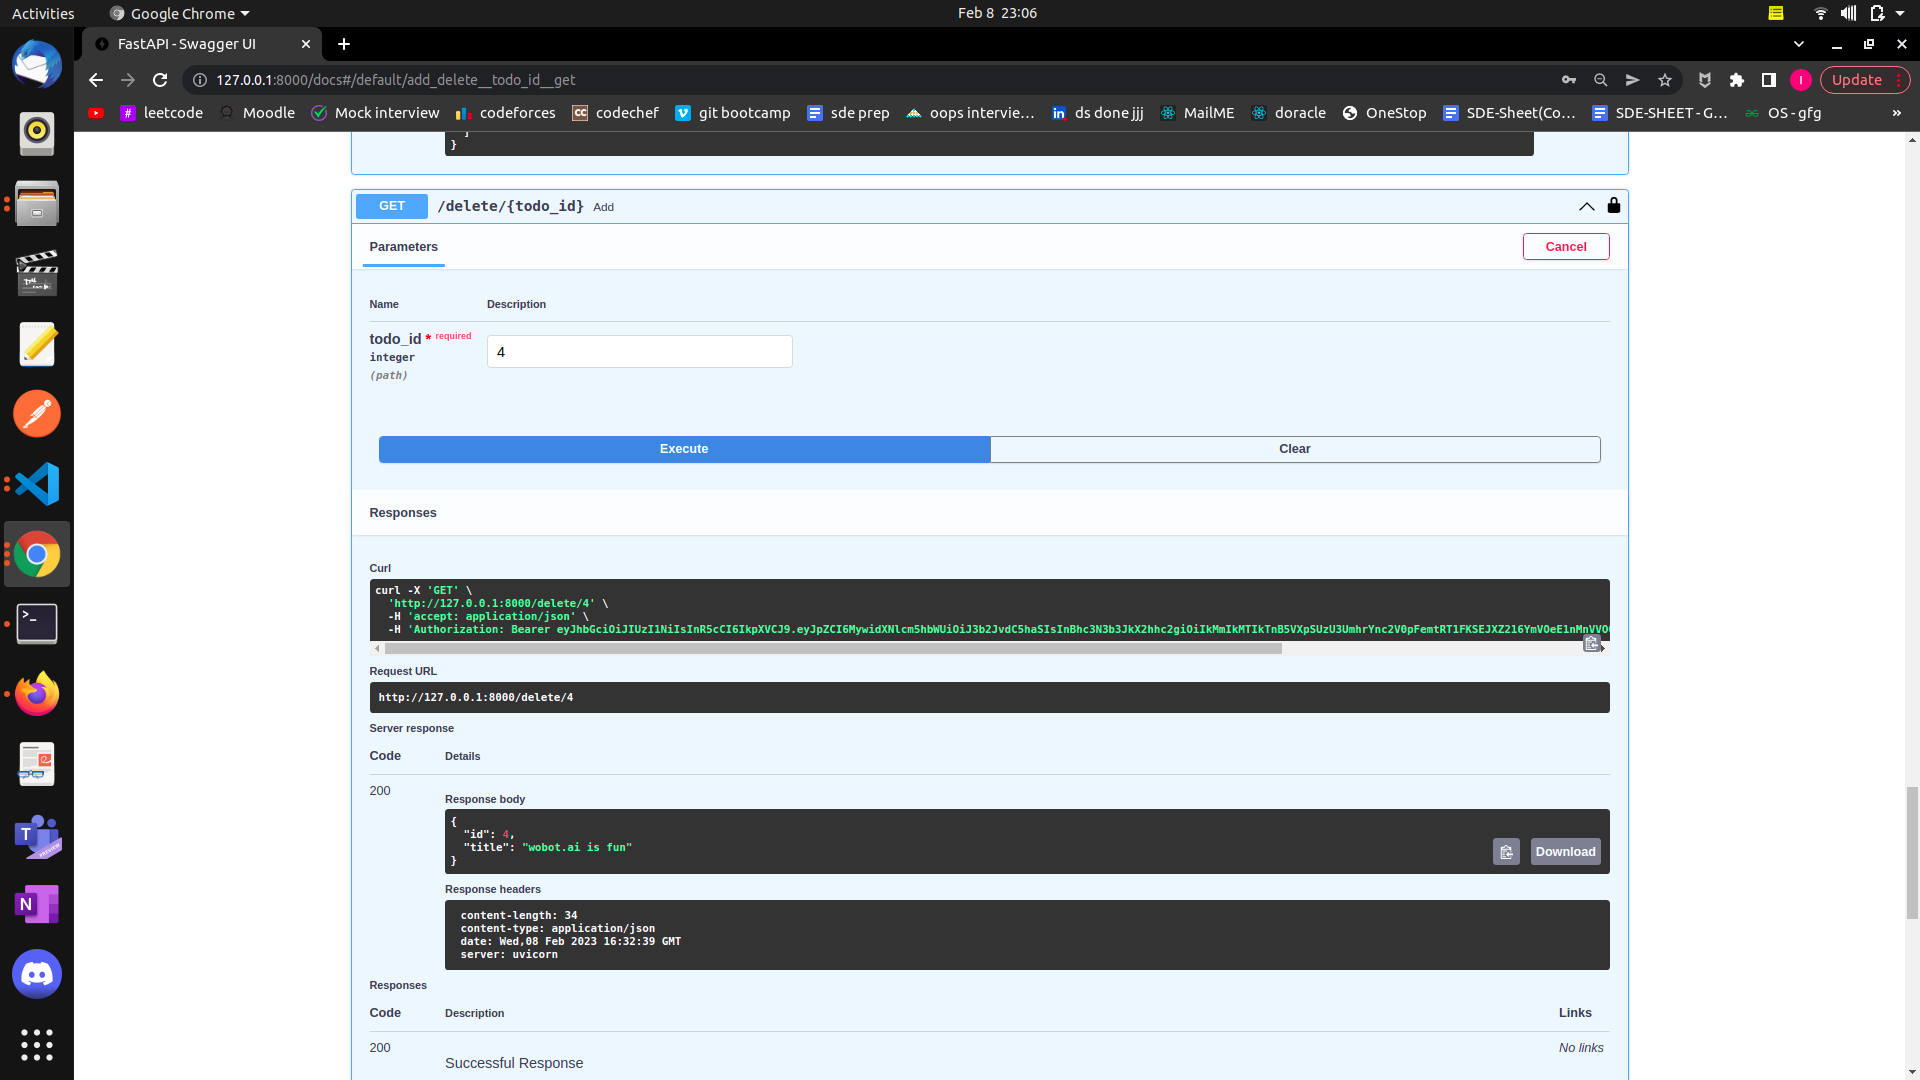 Activities
Google Chrome
Feb 8 23:06
FastAPI - Swagger UI
127.0.0.1:8000/docs#/default/add_delete__todo_id__get
I
Update
leetcode
Moodle
Mock interview
codeforces
codechef
git bootcamp
sde prep
oops intervie…
ds done jjj
MailME
doracle
OneStop
SDE-Sheet(Co…
SDE-SHEET - G…
OS - gfg
»
]
}
GET
/delete/{todo_id} Add
Parameters
Cancel
Name
Description
todo_id * required
integer
(path)
4
Execute
Clear
Responses
Curl
curl -X 'GET' \
'http://127.0.0.1:8000/delete/4' \
-H 'accept: application/json' \
-H 'Authorization: Bearer
Request URL
http://127.0.0.1:8000/delete/4
Server response
Code
Details
200
Response body
{
"id": 4,
"title": "wobot.ai is fun"
}
Download
Response headers
content-length: 34
content-type: application/json
date: Wed,08 Feb 2023 16:32:39 GMT
server: uvicorn
Responses
Code
Description
Links
200
Successful Response
No links